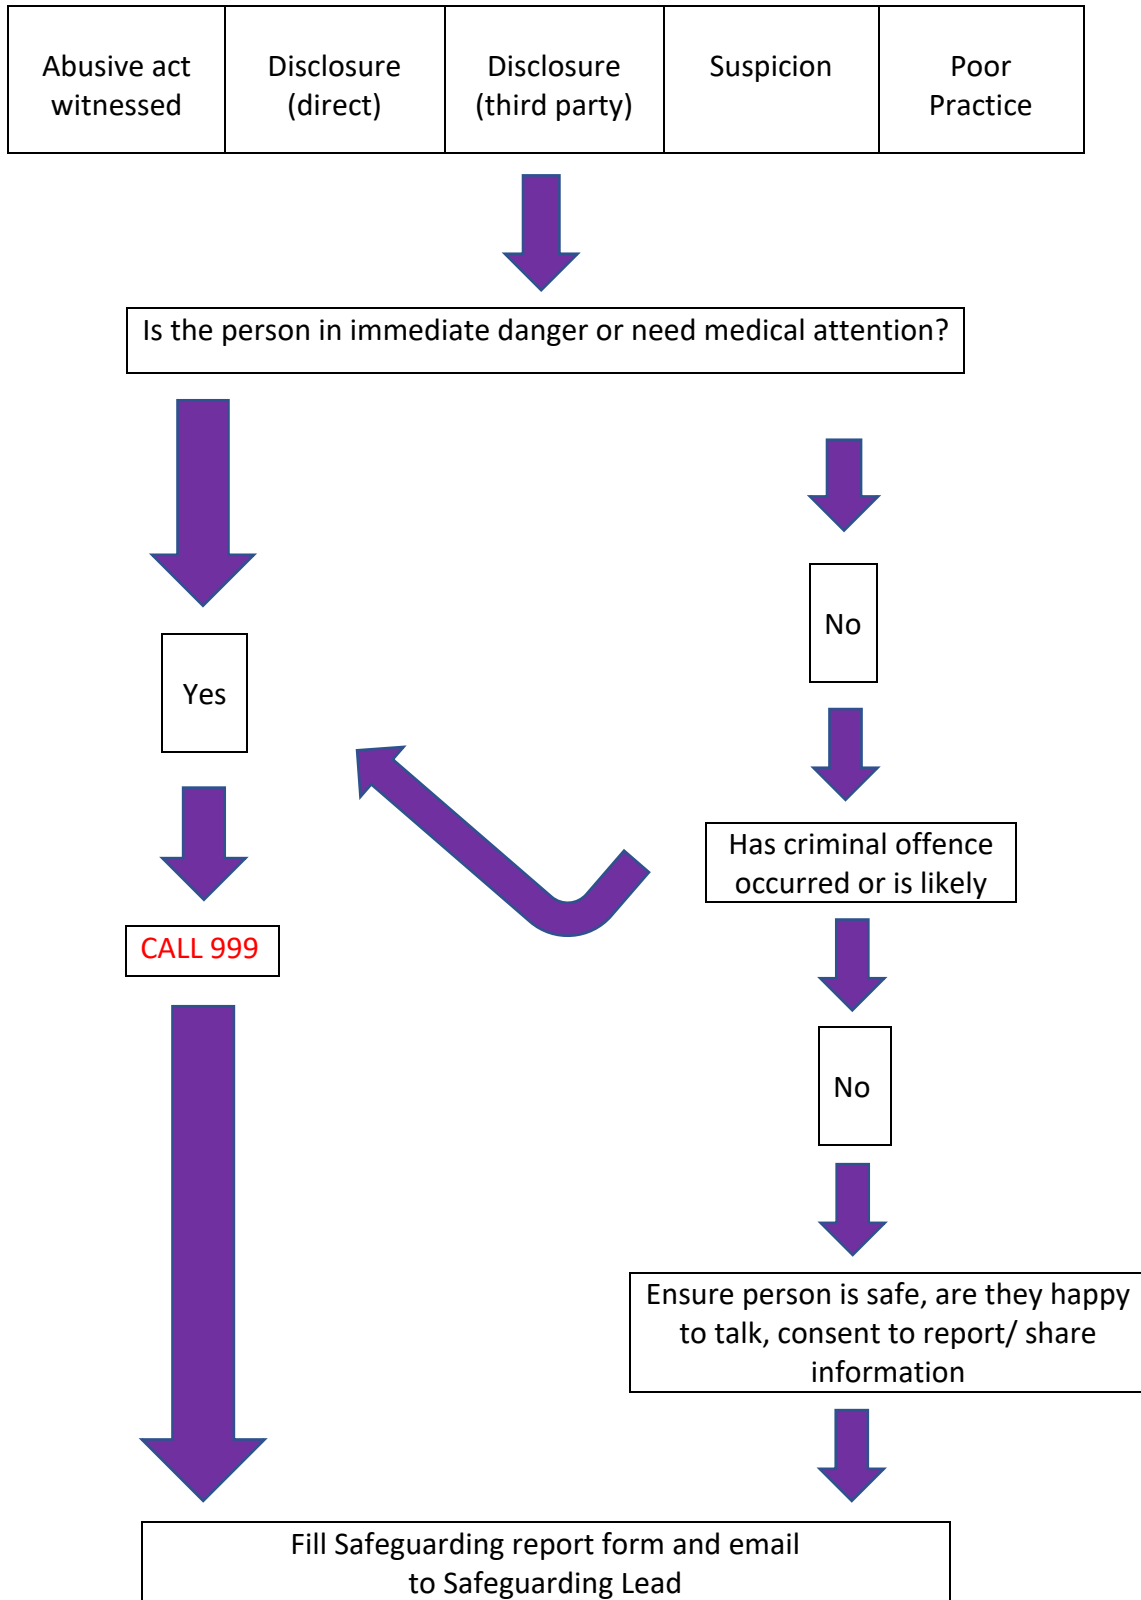 Abusive act
witnessed
Disclosure
(direct)
Disclosure
(third party)
Suspicion
Poor
Practice
Is the person in immediate danger or need medical attention?
No
Yes
Has criminal offence
occurred or is likely
CALL 999
No
Ensure person is safe, are they happy
to talk, consent to report/ share
information
Fill Safeguarding report form and email
to Safeguarding Lead